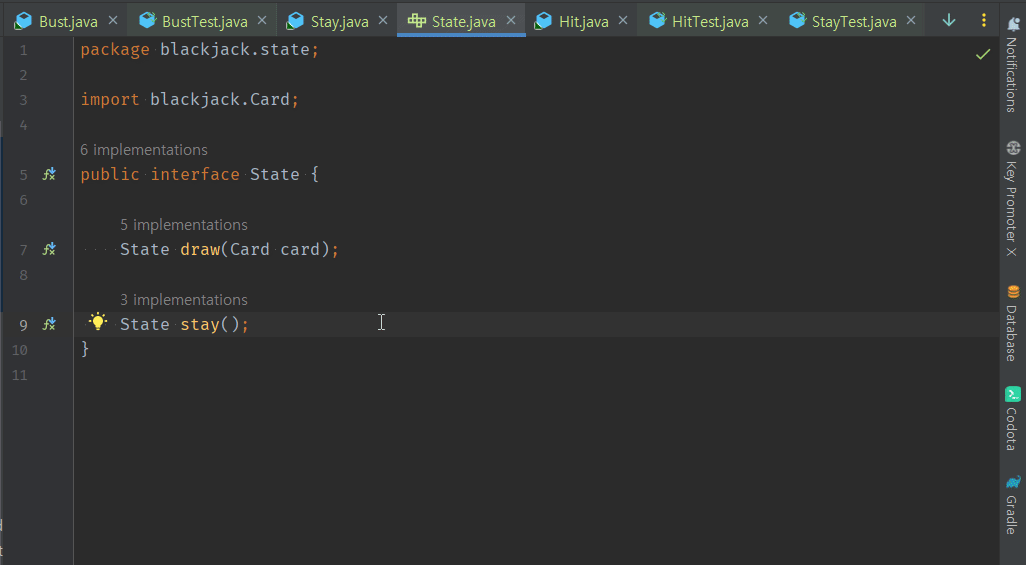 Bust.java BustTest.java Stay.java State.java Hit.java HitTest.java StayTest.java
1 package blackjack.state;
2
3 import blackjack.Card;
4
6 implementations
5 public interface State {
6
5 implementations
7 State draw(Card card);
8
3 implementations
9 State stay();
10 }
11
Notifications
Key Promoter X
Database
Codota
Gradle